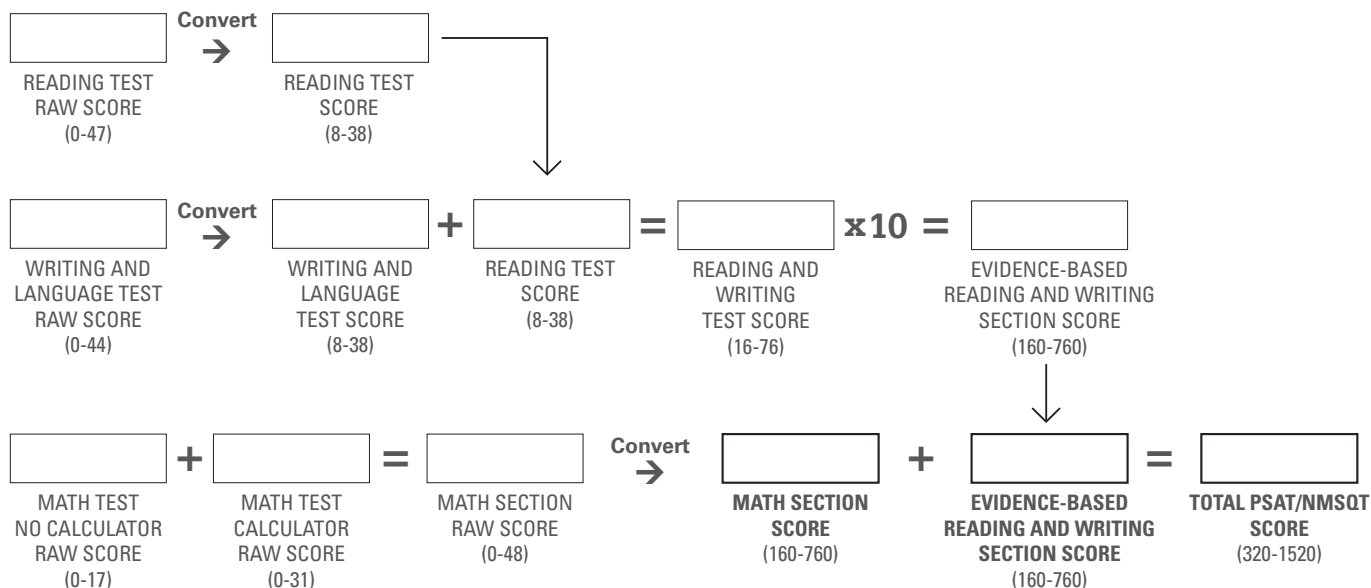 Convert
→
READING TEST
RAW SCORE
(0-47)
READING TEST
SCORE
(8-38)
Convert
→
+
=
x10 =
WRITING AND
LANGUAGE TEST
RAW SCORE
(0-44)
WRITING AND
LANGUAGE
TEST SCORE
(8-38)
READING TEST
SCORE
(8-38)
READING AND
WRITING
TEST SCORE
(16-76)
EVIDENCE-BASED
READING AND WRITING
SECTION SCORE
(160-760)
+
=
Convert
→
+
=
MATH TEST
NO CALCULATOR
RAW SCORE
(0-17)
MATH TEST
CALCULATOR
RAW SCORE
(0-31)
MATH SECTION
RAW SCORE
(0-48)
MATH SECTION
SCORE
(160-760)
EVIDENCE-BASED
READING AND WRITING
SECTION SCORE
(160-760)
TOTAL PSAT/NMSQT
SCORE
(320-1520)